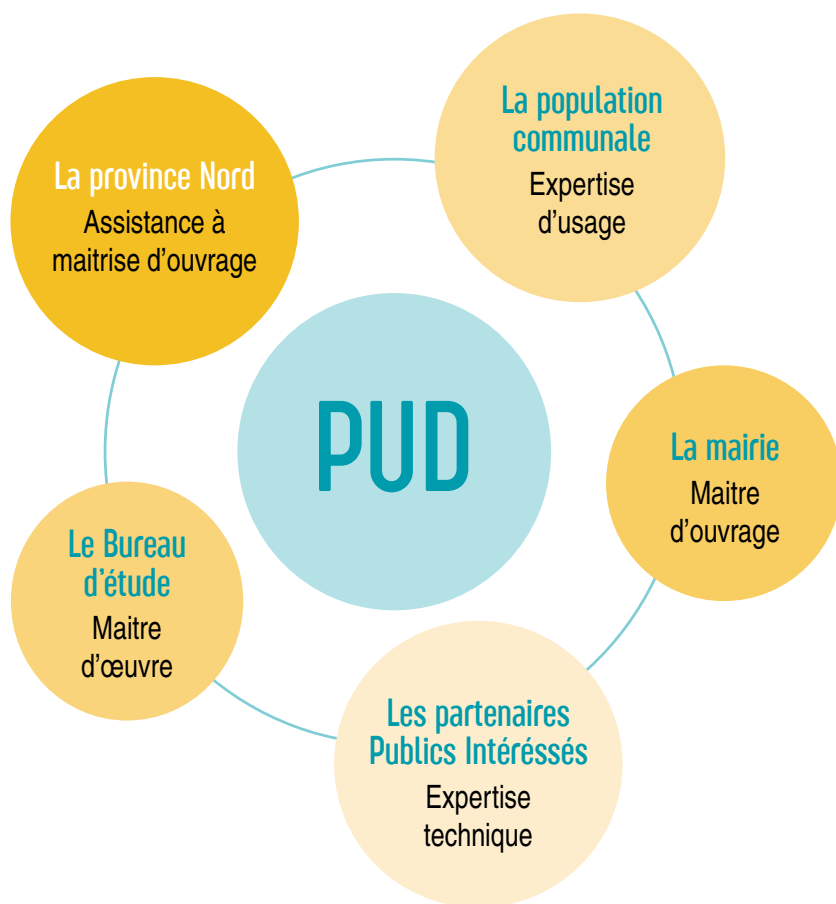 La population
communale
Expertise
d'usage
La province Nord
Assistance à
maitrise d'ouvrage
PUD
La mairie
Maitre
d'ouvrage
Le Bureau
d'étude
Maitre
d'œuvre
Les partenaires
Publics Intéréssés
Expertise
technique